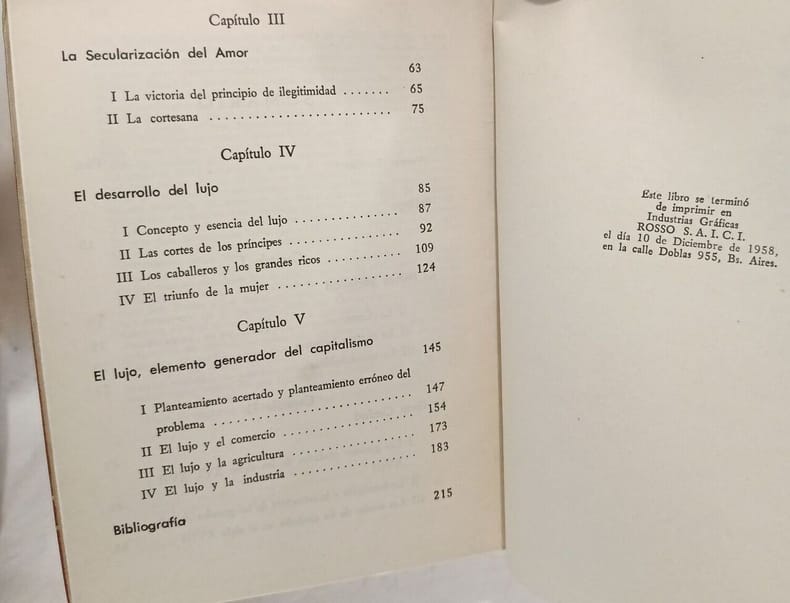 Capítulo III
La Secularización del Amor
63
I La victoria del principio de ilegitimidad ....... 65
II La cortesana ......................... 75
Capítulo IV
El desarrollo del lujo 85
I Concepto y esencia del lujo .............. 87
II Las cortes de los príncipes ............... 92
III Los caballeros y los grandes ricos .......... 109
IV El triunfo de la mujer ................. 124
Capítulo V
El lujo, elemento generador del capitalismo 145
I Planteamiento acertado y planteamiento erróneo del
problema ........................... 147
II El lujo y el comercio .................. 154
III El lujo y la agricultura ................. 173
IV El lujo y la industria ................. 183
Bibliografía 215
Este libro se terminó
de imprimir en
Industrias Gráficas
ROSSO S. A. I. C. I.
el día 10 de Diciembre de 1958,
en la calle Doblas 955, Bs. Aires.